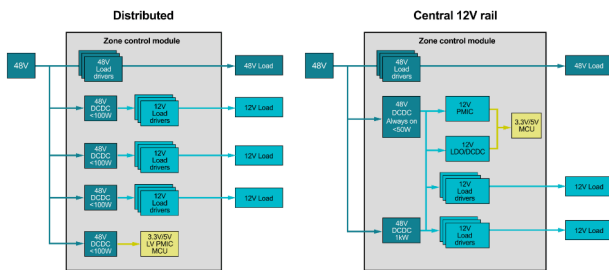 Distributed
Central 12V rail
Zone control module
48V
48V
Load
drivers
48V Load
48V
DCDC
<100W
12V
Load
drivers
12V Load
48V
DCDC
<100W
12V
Load
drivers
12V Load
48V
DCDC
<100W
12V
Load
drivers
12V Load
48V
DCDC
<100W
3.3V/5V
LV PMIC
MCU
Zone control module
48V
48V
Load
drivers
48V Load
48V
DCDC
Always on
<50W
12V
PMIC
3.3V/5V
MCU
12V
LDO/DCDC
12V
Load
drivers
12V Load
48V
DCDC
1kW
12V
Load
drivers
12V Load